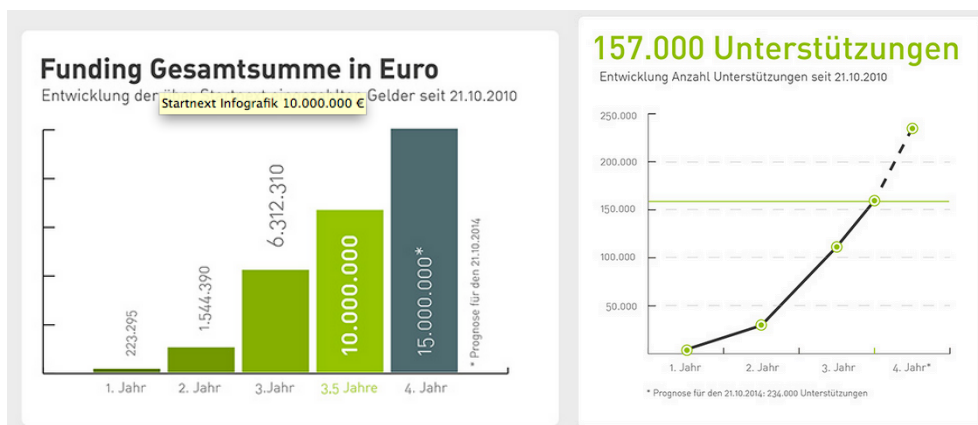 Funding Gesamtsumme in Euro
Entwicklung der Gelder seit 21.10.2010
Startnext Infografik 10.000.000 €
223.295
1.544.390
6.312.310
10.000.000
15.000.000*
* Prognose für den 21.10.2014
1. Jahr
2. Jahr
3.Jahr
3.5 Jahre
4. Jahr
157.000 Unterstützungen
Entwicklung Anzahl Unterstützungen seit 21.10.2010
250.000
200.000
150.000
100.000
50.000
1. Jahr
2. Jahr
3. Jahr
4. Jahr*
* Prognose für den 21.10.2014: 234.000 Unterstützungen